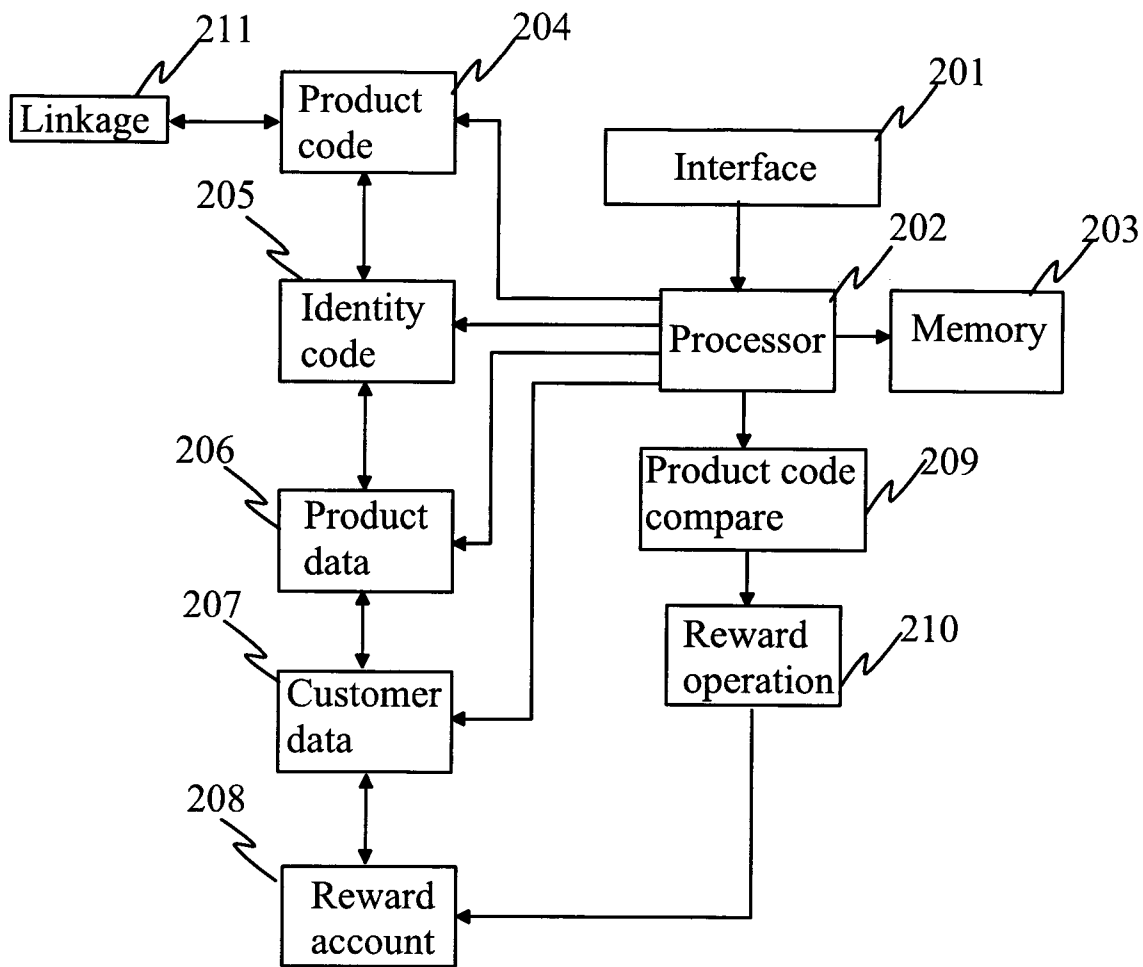 211
204
Linkage
Product
code
201
Interface
205
202
203
Identity
code
Processor
Memory
206
Product
data
Product code
compare
209
207
Customer
data
Reward
operation
210
208
Reward
account